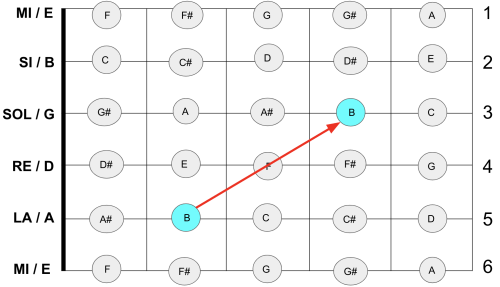 MI / E F F# G G# A 1
SI / B C C# D D# E 2
SOL / G G# A A# B C 3
RE / D D# E F F# G 4
LA / A A# B C C# D 5
MI / E F F# G G# A 6